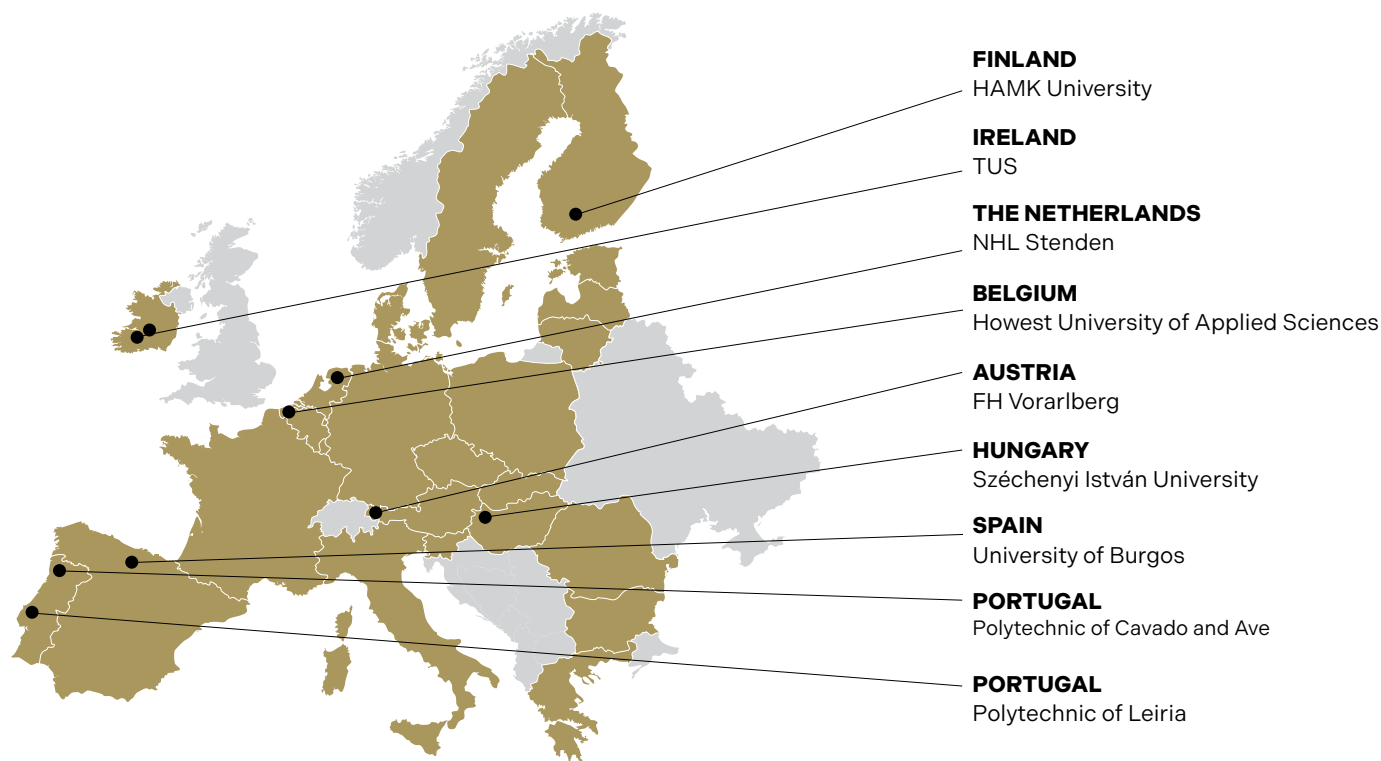 FINLAND
HAMK University
IRELAND
TUS
THE NETHERLANDS
NHL Stenden
BELGIUM
Howest University of Applied Sciences
AUSTRIA
FH Vorarlberg
HUNGARY
Széchenyi István University
SPAIN
University of Burgos
PORTUGAL
Polytechnic of Cavado and Ave
PORTUGAL
Polytechnic of Leiria